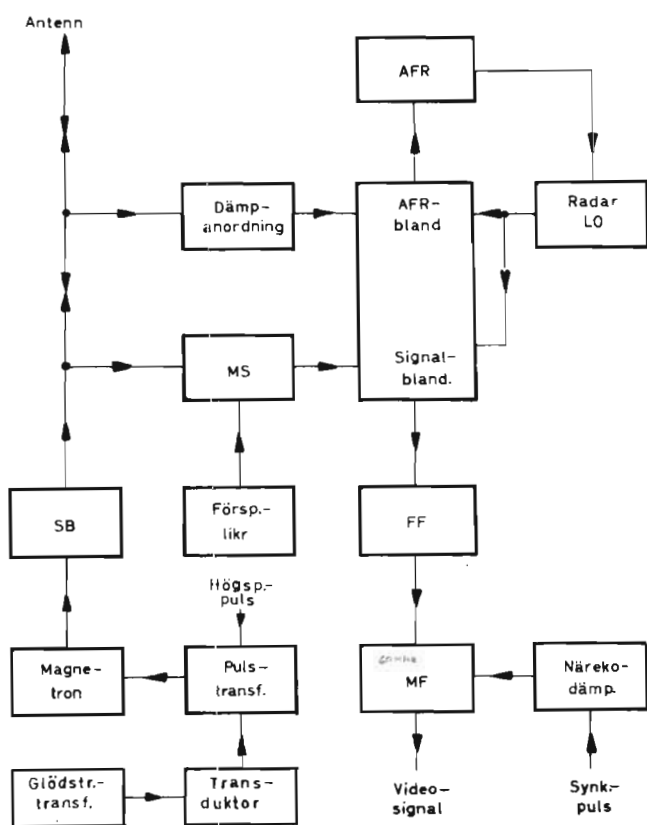 Antenn
AFR
Dämp-
anordning
AFR-
bland
Radar
LO
MS
Signal-
bland.
SB
Försp.-
likr
FF
Högsp.-
puls
Magne-
tron
Puls-
transf.
MF
Näreko-
dämp.
Glödstr.-
transf.
Trans-
duktor
Video-
signal
Synk.-
puls